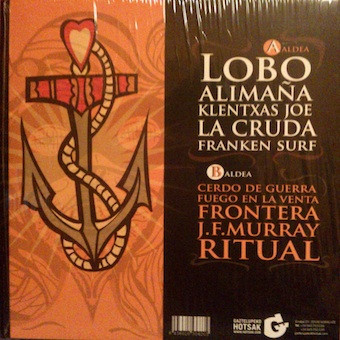 A ALDEA
LOBO
ALIMAÑA
KLENTXAS JOE
LA CRUDA
FRANKEN SURF
B ALDEA
CERDO DE GUERRA
FUEGO EN LA VENTA
FRONTERA
J.F.MURRAY
RITUAL
GAZTELUPEKO
HOTSAK